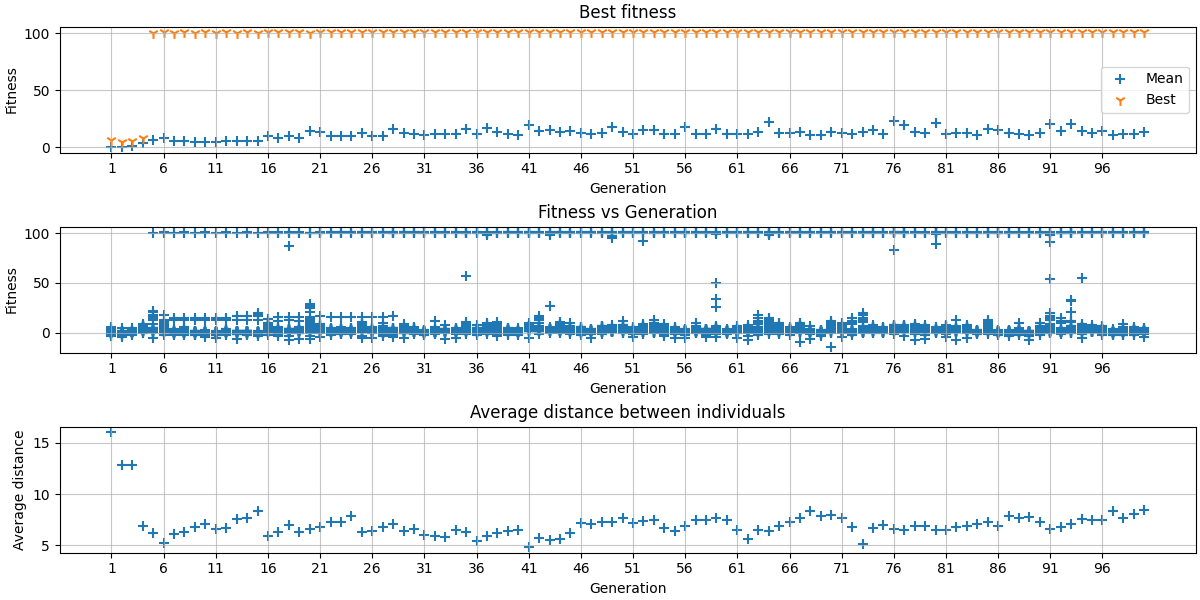 Best fitness
Fitness
100
50
0
Mean
Best
1 6 11 16 21 26 31 36 41 46 51 56 61 66 71 76 81 86 91 96
Generation
Fitness vs Generation
Fitness
100
50
0
1 6 11 16 21 26 31 36 41 46 51 56 61 66 71 76 81 86 91 96
Generation
Average distance between individuals
Average distance
15
10
5
1 6 11 16 21 26 31 36 41 46 51 56 61 66 71 76 81 86 91 96
Generation